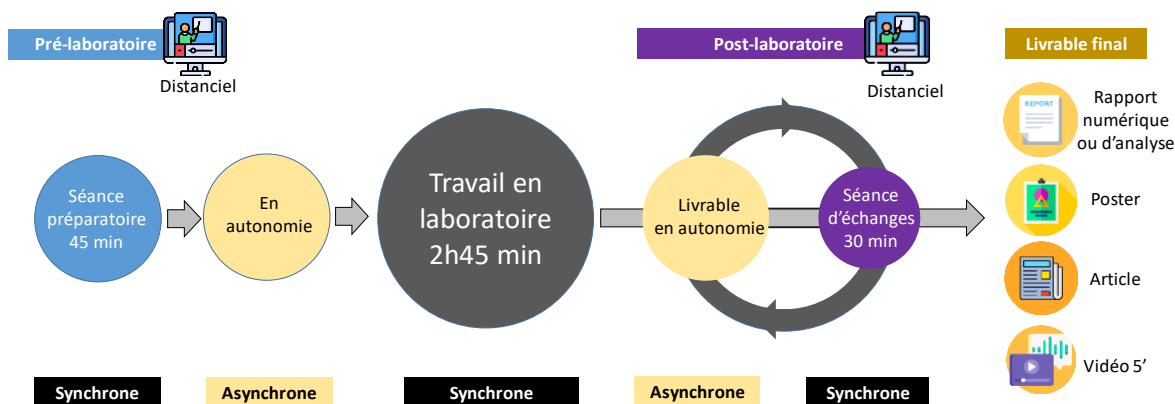 Pré-laboratoire
Distanciel
Post-laboratoire
Distanciel
Livrable final
Séance
préparatoire
45 min
En
autonomie
Travail en
laboratoire
2h45 min
Livrable
en autonomie
Séance
d'échanges
30 min
REPORT
Rapport
numérique
ou d'analyse
Poster
Article
Vidéo 5'
Synchrone
Asynchrone
Synchrone
Asynchrone
Synchrone